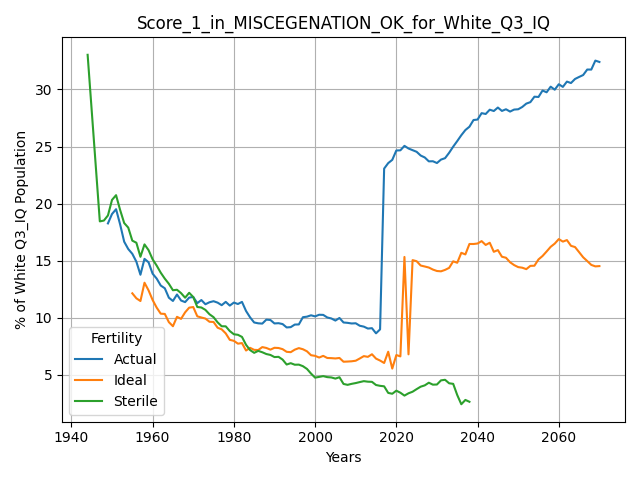 Score_1_in_MISCEGENATION_OK_for_White_Q3_IQ
% of White Q3_IQ Population
30
25
20
15
10
5
Fertility
Actual
Ideal
Sterile
1940 1960 1980 2000 2020 2040 2060
Years